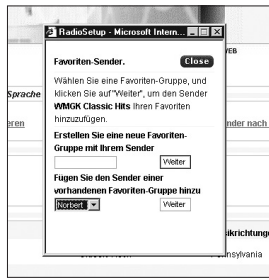 RadioSetup - Microsoft Intern...
Favoriten-Sender.
Close
Wählen Sie eine Favoriten-Gruppe, und
klicken Sie auf "Weiter", um den Sender
WMGK Classic Hits Ihren Favoriten
hinzuzufügen.
Erstellen Sie eine neue Favoriten-
Gruppe mit Ihrem Sender
Weiter
Fügen Sie den Sender einer
vorhandenen Favoriten-Gruppe hinzu
Norbert
Weiter
Sprache
eren
WEB
nder nach